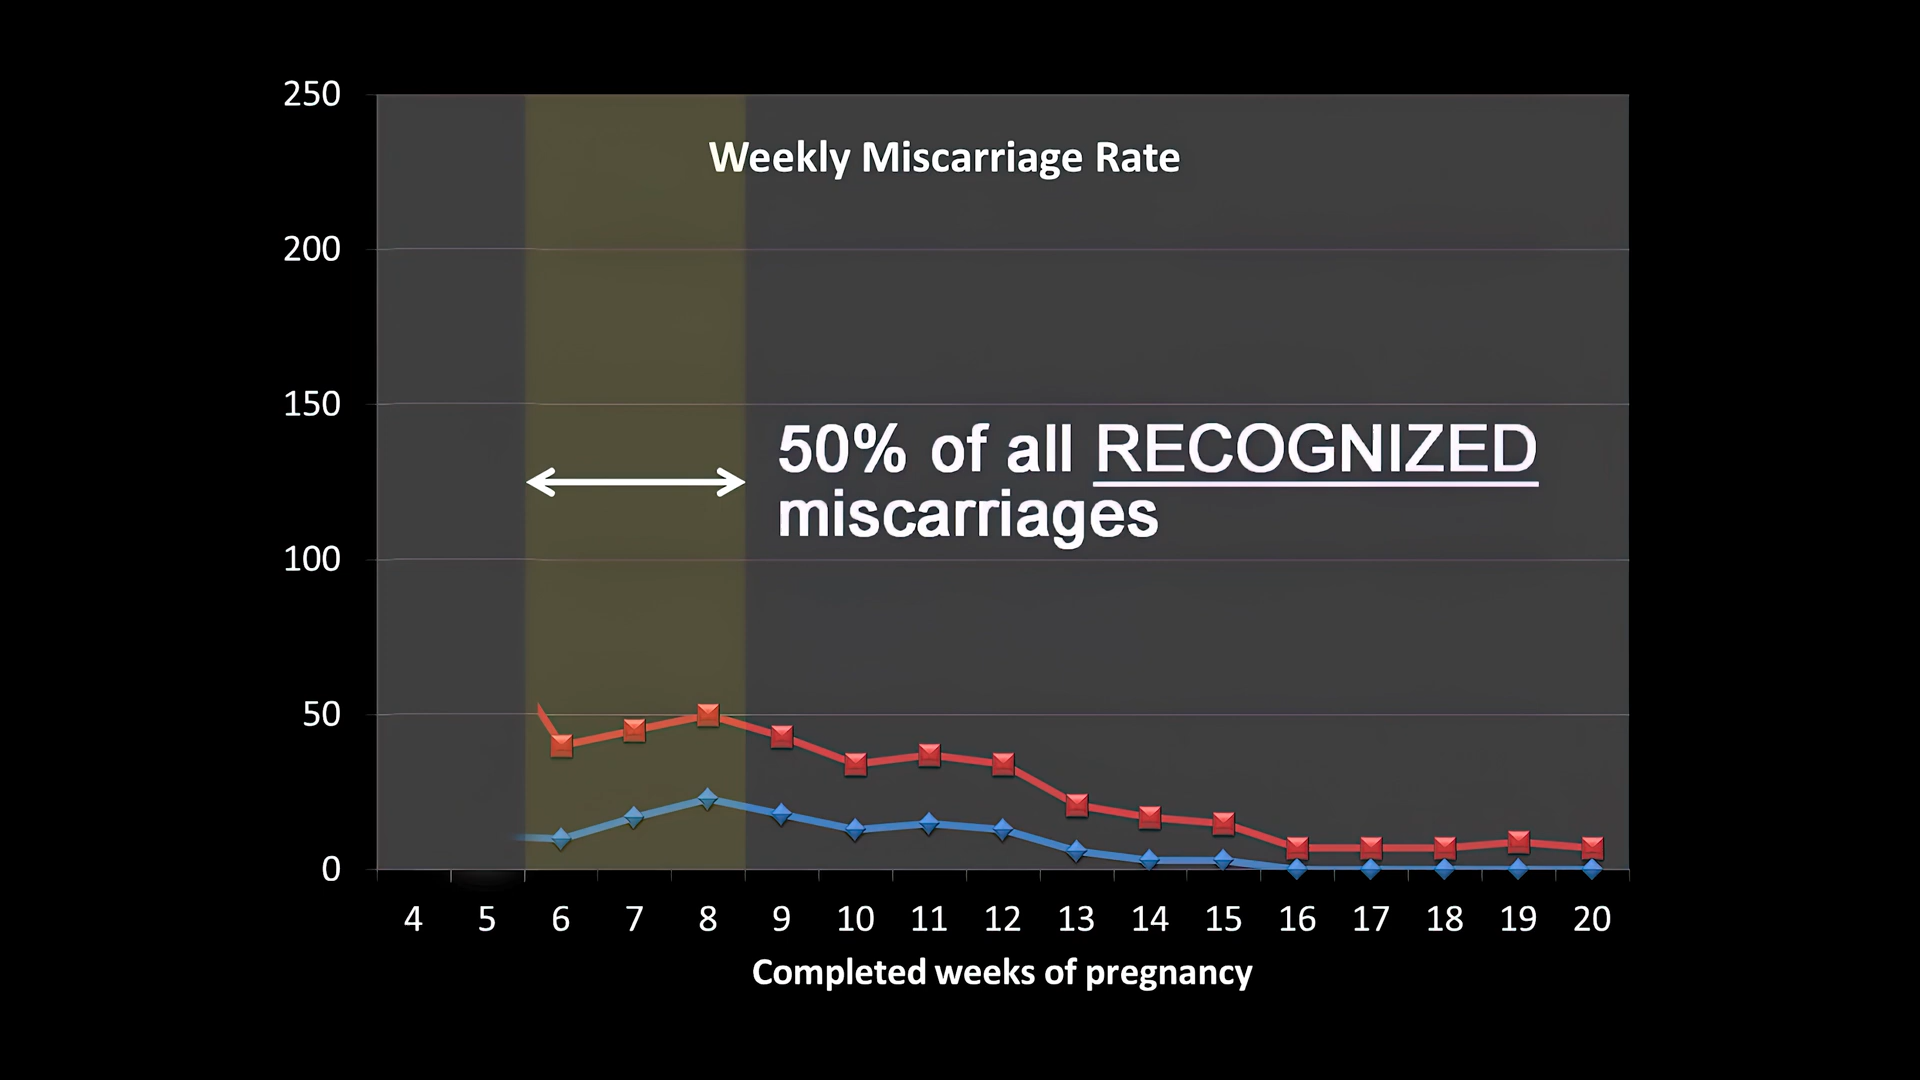 250
Weekly Miscarriage Rate
200
150
50% of all RECOGNIZED
miscarriages
100
50
0
4 5 6 7 8 9 10 11 12 13 14 15 16 17 18 19 20
Completed weeks of pregnancy